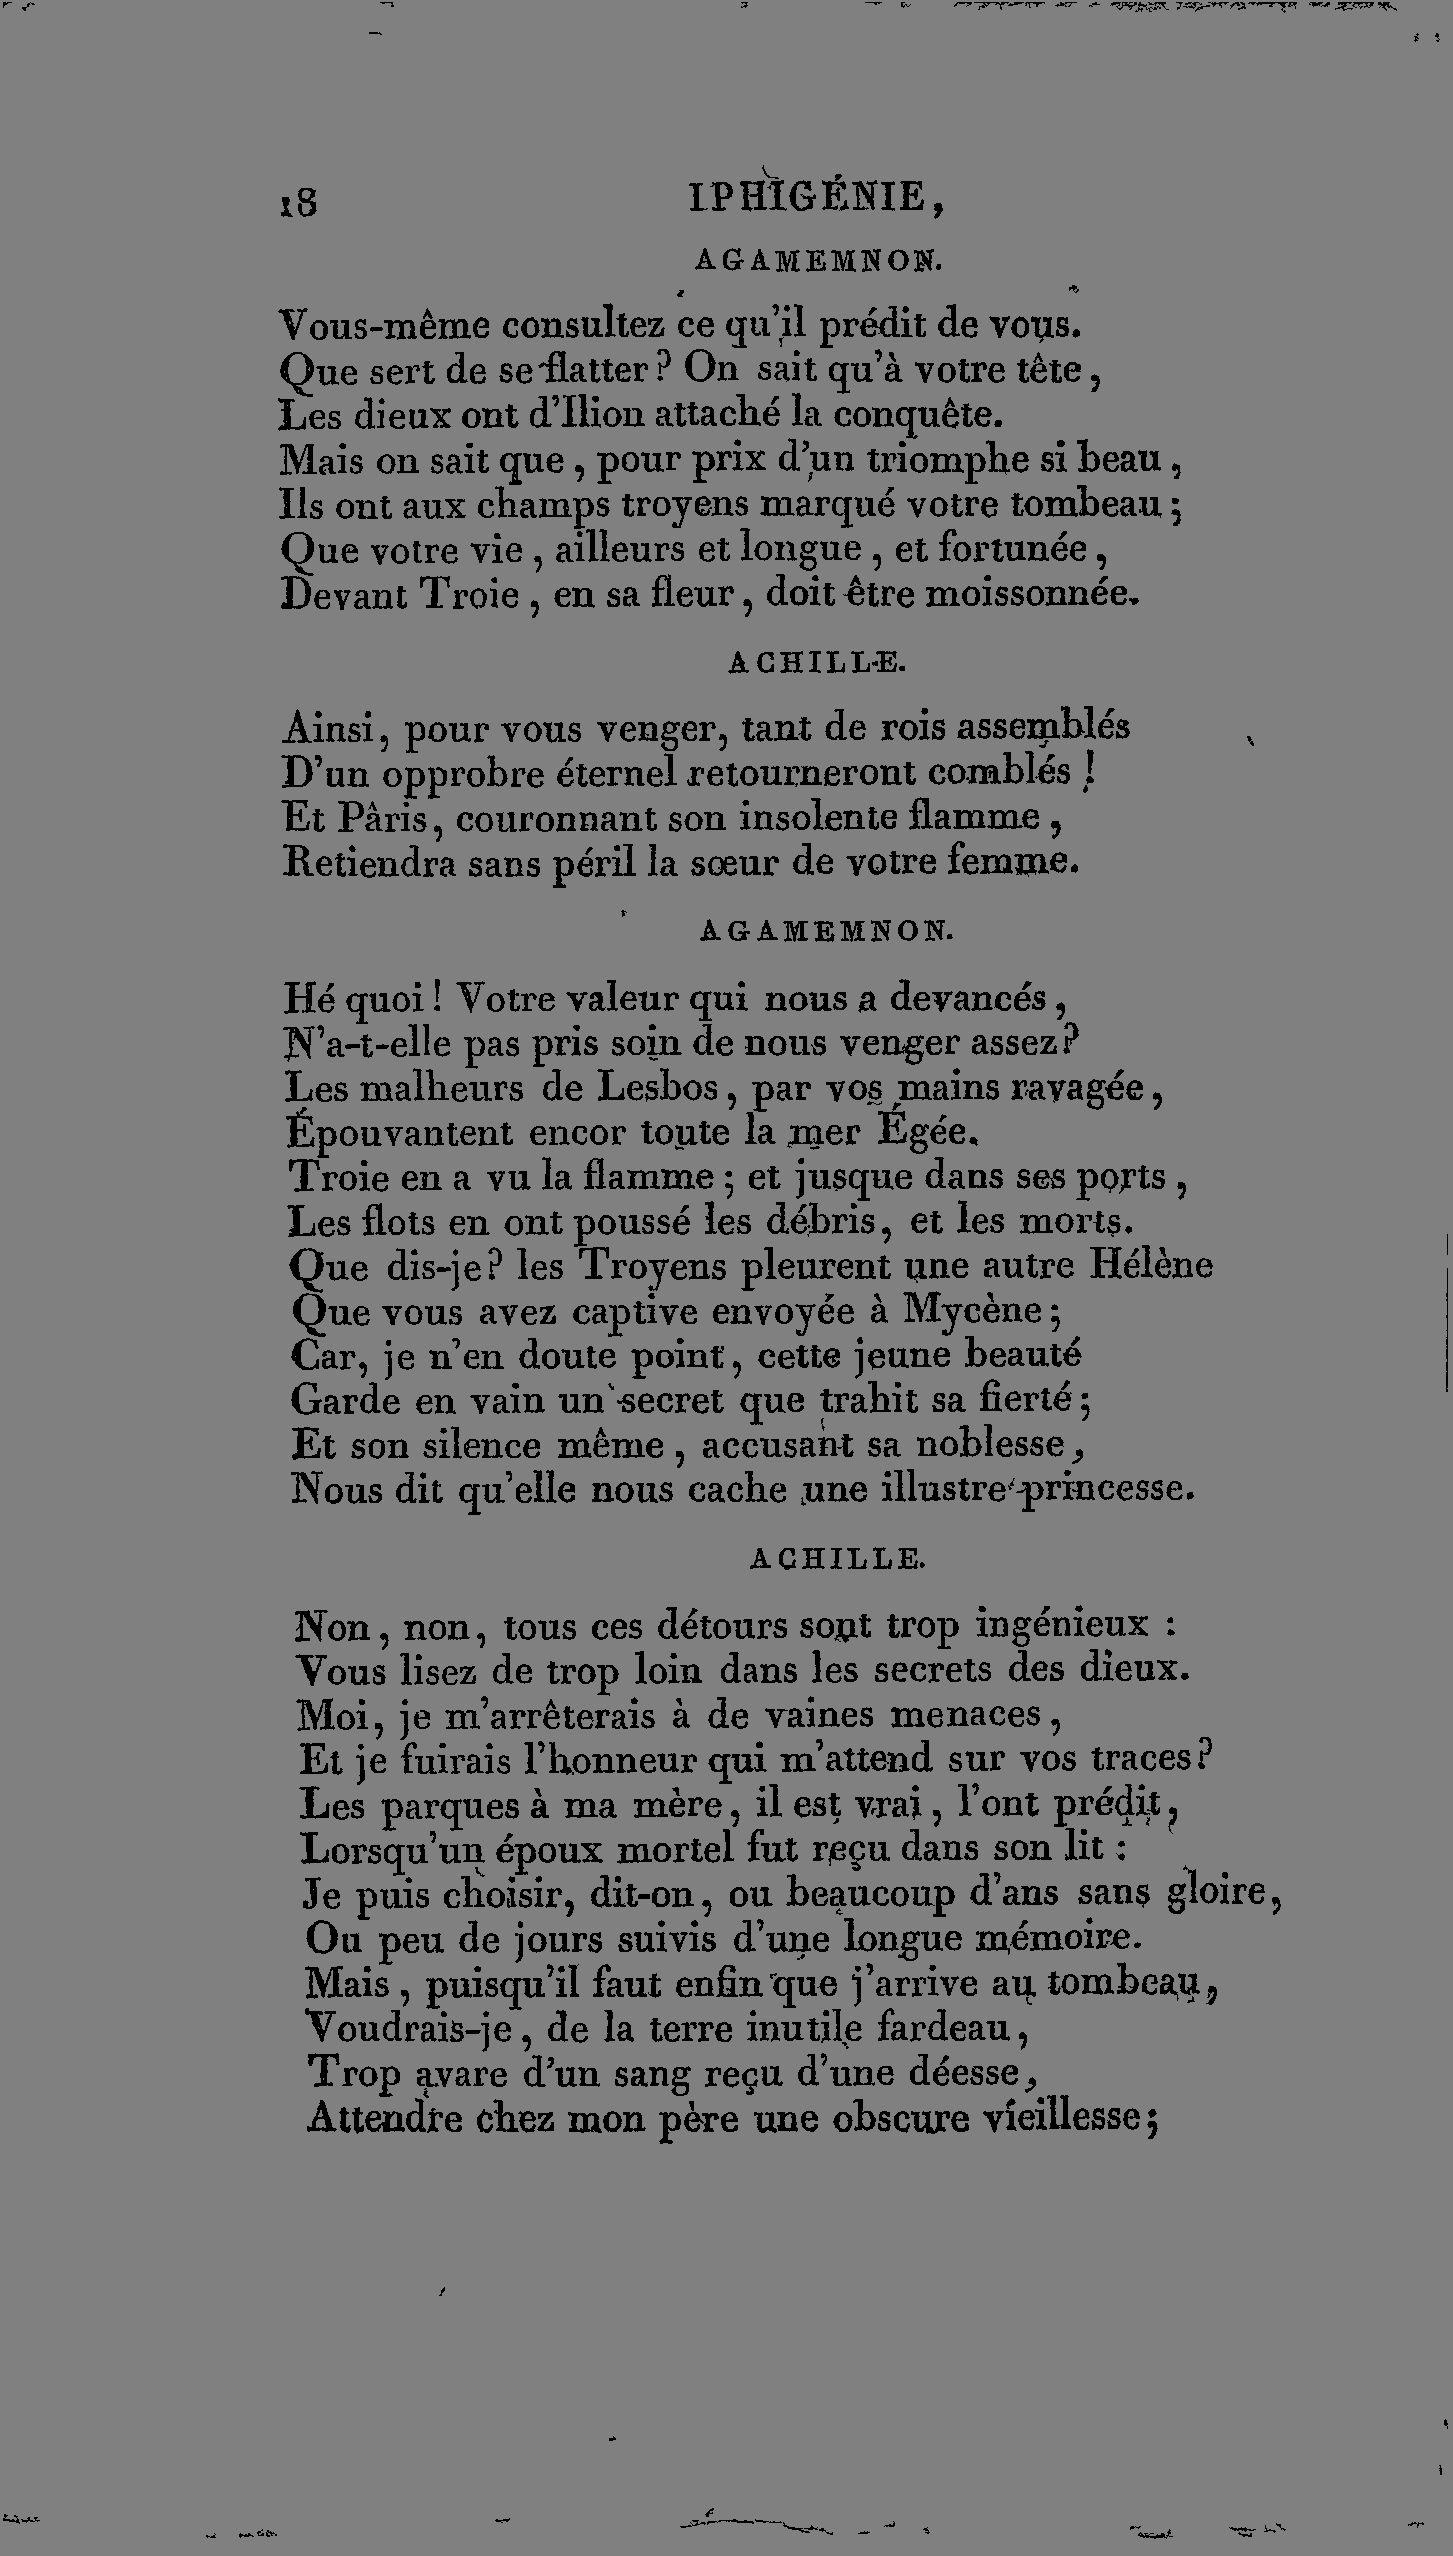 18 IPHIGÉNIE,
AGAMEMNON.
Vous-même consultez ce qu'il prédit de vous.
Que sert de se flatter? On sait qu'à votre tête,
Les dieux ont d'Ilion attaché la conquête.
Mais on sait que, pour prix d'un triomphe si beau,
Ils ont aux champs troyens marqué votre tombeau;
Que votre vie, ailleurs et longue, et fortunée,
Devant Troie, en sa fleur, doit être moissonnée.
ACHILLE.
Ainsi, pour vous venger, tant de rois assemblés
D'un opprobre éternel retourneront comblés!
Et Pâris, couronnant son insolente flamme,
Retiendra sans péril la sœur de votre femme.
AGAMEMNON.
Hé quoi! Votre valeur qui nous a devancés,
N'a-t-elle pas pris soin de nous venger assez?
Les malheurs de Lesbos, par vos mains ravagée,
Épouvantent encor toute la mer Égée.
Troie en a vu la flamme; et jusque dans ses ports,
Les flots en ont poussé les débris, et les morts.
Que dis-je? les Troyens pleurent une autre Hélène
Que vous avez captive envoyée à Mycène;
Car, je n'en doute point, cette jeune beauté
Garde en vain un secret que trahit sa fierté;
Et son silence même, accusant sa noblesse,
Nous dit qu'elle nous cache une illustre princesse.
ACHILLE.
Non, non, tous ces détours sont trop ingénieux :
Vous lisez de trop loin dans les secrets des dieux.
Moi, je m'arrêterais à de vaines menaces,
Et je fuirais l'honneur qui m'attend sur vos traces?
Les parques à ma mère, il est vrai, l'ont prédit,
Lorsqu'un époux mortel fut reçu dans son lit :
Je puis choisir, dit-on, ou beaucoup d'ans sans gloire,
Ou peu de jours suivis d'une longue mémoire.
Mais, puisqu'il faut enfin que j'arrive au tombeau,
Voudrais-je, de la terre inutile fardeau,
Trop avare d'un sang reçu d'une déesse,
Attendre chez mon père une obscure vieillesse;